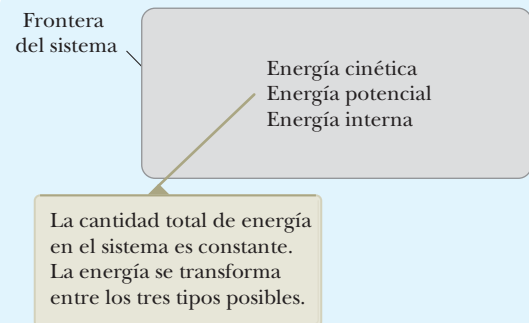 Frontera
del sistema
Energía cinética
Energía potencial
Energía interna
La cantidad total de energía
en el sistema es constante.
La energía se transforma
entre los tres tipos posibles.